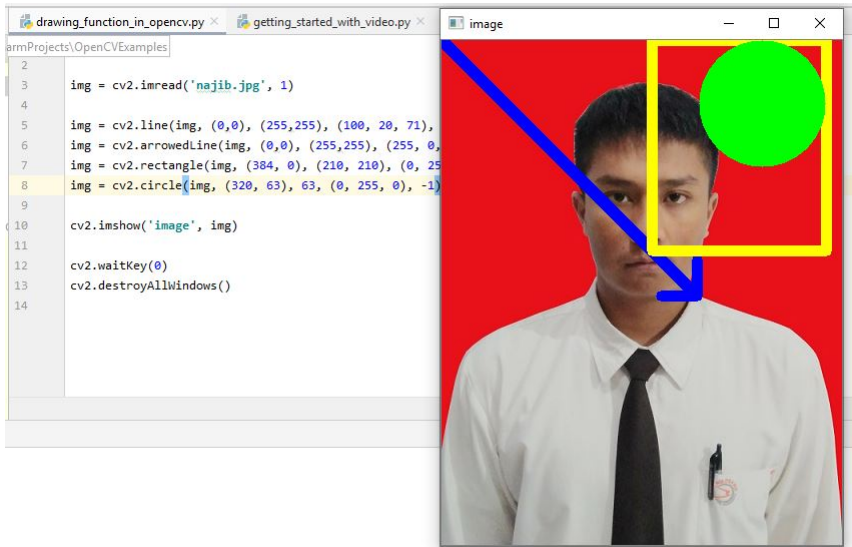 drawing_function_in_opencv.py × getting_started_with_video.py ×
armProjects\OpenCVExamples
image
2
3 img = cv2.imread('najib.jpg', 1)
4
5 img = cv2.line(img, (0,0), (255,255), (100, 20, 71),
6 img = cv2.arrowedLine(img, (0,0), (255,255), (255, 0,
7 img = cv2.rectangle(img, (384, 0), (210, 210), (0, 25
8 img = cv2.circle(img, (320, 63), 63, (0, 255, 0), -1)
9
10 cv2.imshow('image', img)
11
12 cv2.waitKey(0)
13 cv2.destroyAllWindows()
14